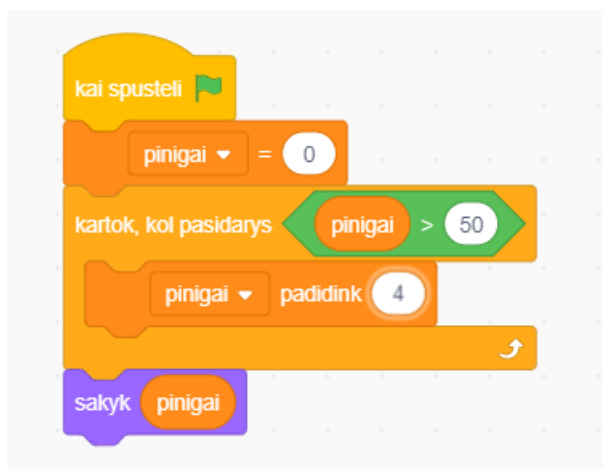 kai spusteli
pinigai = 0
kartok, kol pasidarys pinigai > 50
pinigai padidink 4
sakyk pinigai